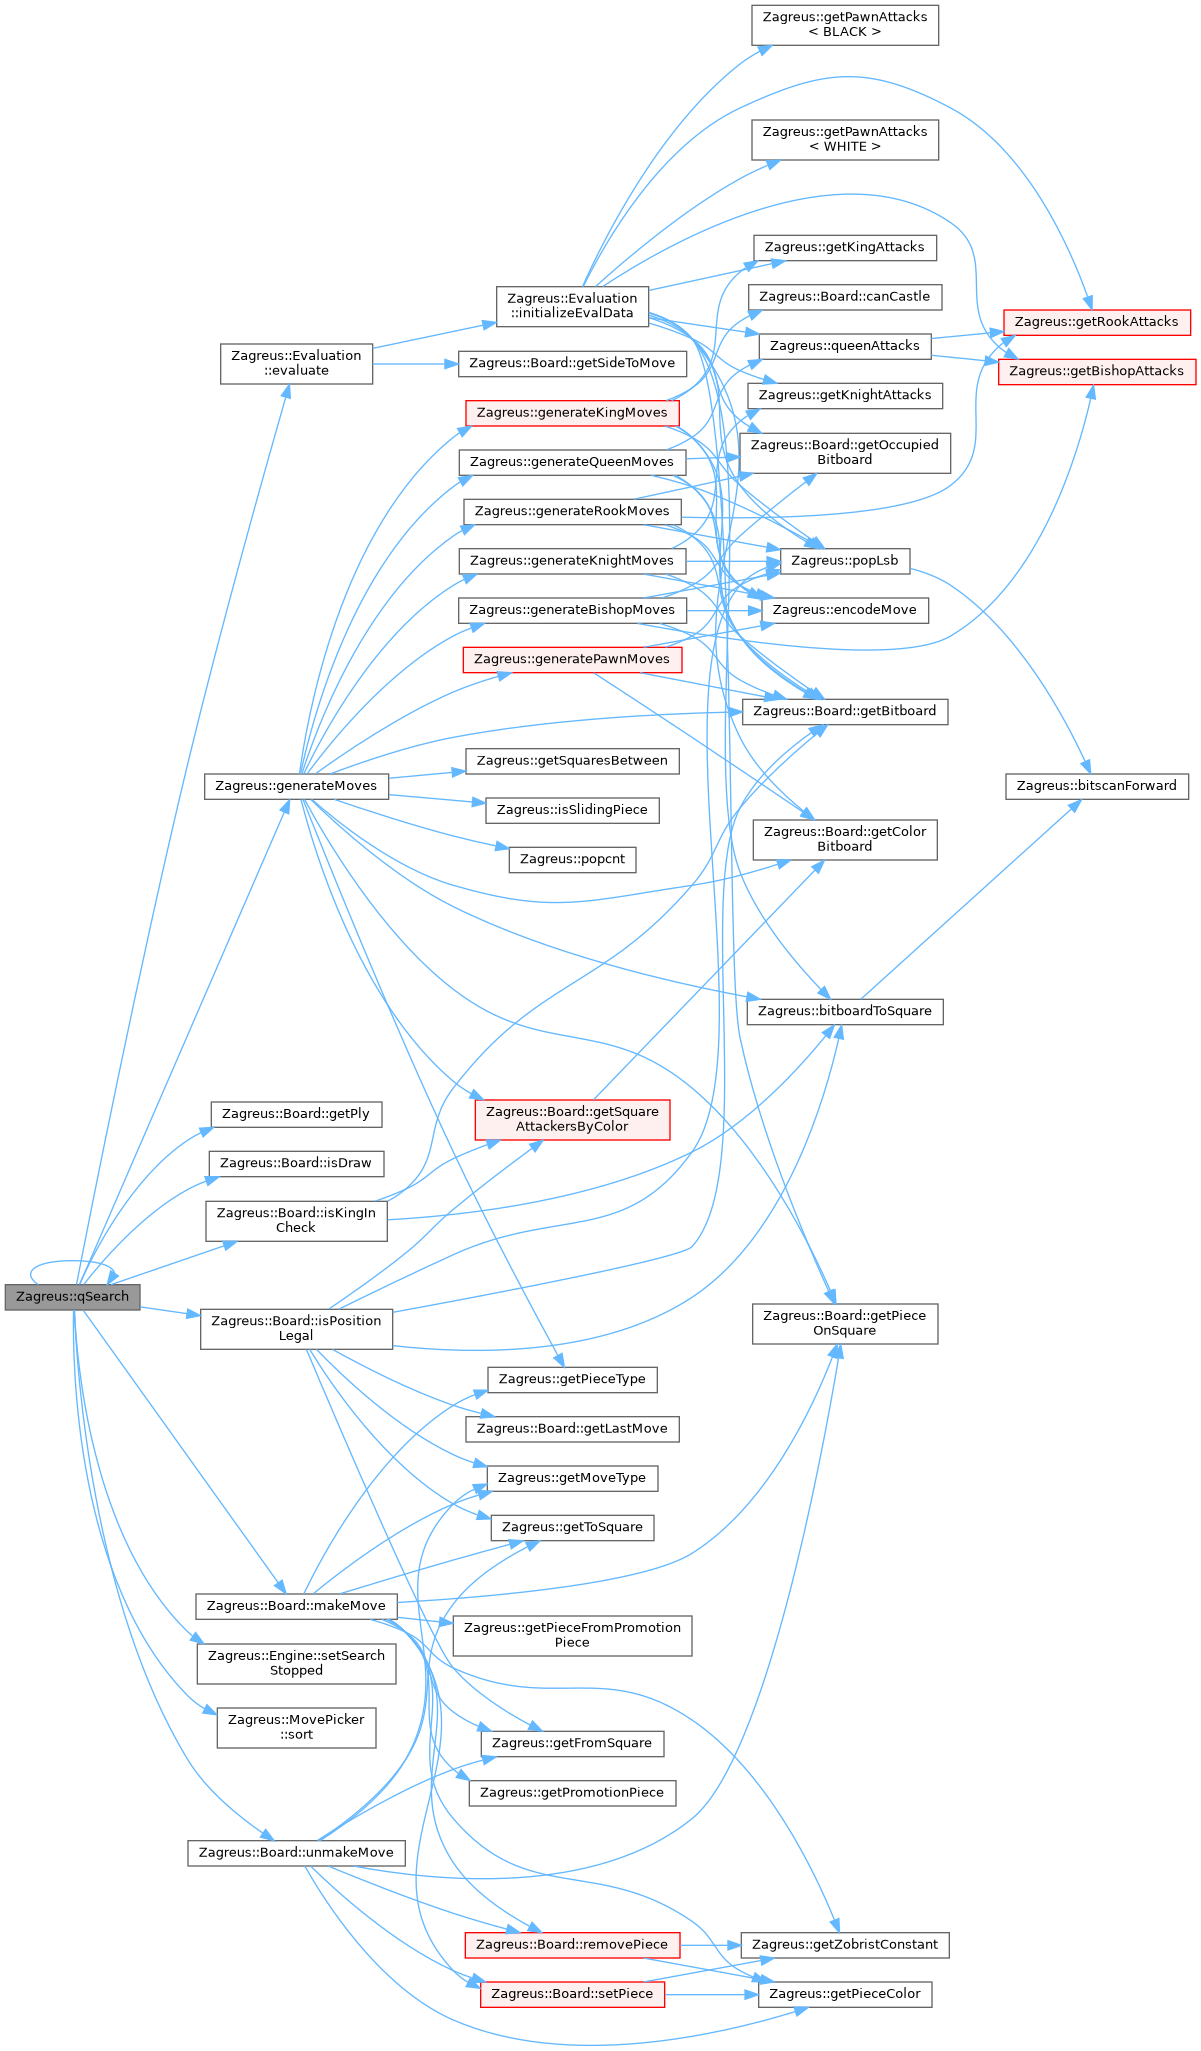 Zagreus::getPawnAttacks
< BLACK >
Zagreus::getPawnAttacks
< WHITE >
Zagreus::getKingAttacks
Zagreus::Evaluation
::initializeEvalData
Zagreus::Board::canCastle
Zagreus::getRookAttacks
Zagreus::queenAttacks
Zagreus::Evaluation
::evaluate
Zagreus::Board::getSideToMove
Zagreus::getBishopAttacks
Zagreus::getKnightAttacks
Zagreus::generateKingMoves
Zagreus::Board::getOccupied
Bitboard
Zagreus::generateQueenMoves
Zagreus::generateRookMoves
Zagreus::generateKnightMoves
Zagreus::popLsb
Zagreus::generateBishopMoves
Zagreus::encodeMove
Zagreus::generatePawnMoves
Zagreus::Board::getBitboard
Zagreus::getSquaresBetween
Zagreus::generateMoves
Zagreus::bitscanForward
Zagreus::isSlidingPiece
Zagreus::Board::getColor
Bitboard
Zagreus::popcnt
Zagreus::bitboardToSquare
Zagreus::Board::getPly
Zagreus::Board::getSquare
AttackersByColor
Zagreus::Board::isDraw
Zagreus::Board::isKingIn
Check
Zagreus::qSearch
Zagreus::Board::isPosition
Legal
Zagreus::Board::getPiece
OnSquare
Zagreus::getPieceType
Zagreus::Board::getLastMove
Zagreus::getMoveType
Zagreus::getToSquare
Zagreus::Board::makeMove
Zagreus::getPieceFromPromotion
Piece
Zagreus::Engine::setSearch
Stopped
Zagreus::MovePicker
::sort
Zagreus::getFromSquare
Zagreus::getPromotionPiece
Zagreus::Board::unmakeMove
Zagreus::Board::removePiece
Zagreus::getZobristConstant
Zagreus::Board::setPiece
Zagreus::getPieceColor